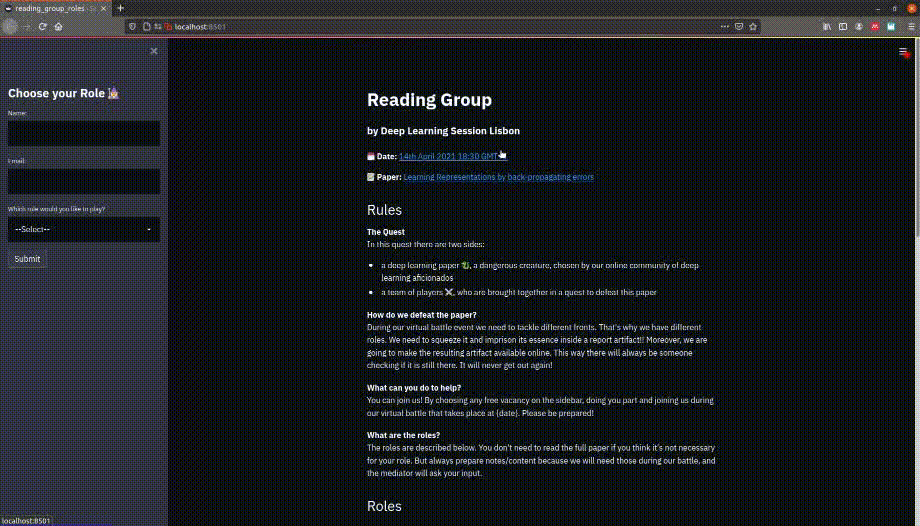 reading_group_roles
localhost:8501
Choose your Role
Name:
Email:
Which role would you like to play?
--Select--
Submit
Reading Group
by Deep Learning Session Lisbon
Date: 14th April 2021 18:30 GMT
Paper: Learning Representations by back-propagating errors
Rules
The Quest
In this quest there are two sides:
a deep learning paper, a dangerous creature, chosen by our online community of deep
learning aficionados
a team of players, who are brought together in a quest to defeat this paper
How do we defeat the paper?
During our virtual battle event we need to tackle different fronts. That's why we have different
roles. We need to squeeze it and imprison its essence inside a report artifact!! Moreover, we are
going to make the resulting artifact available online. This way there will always be someone
checking if it is still there. It will never get out again!
What can you do to help?
You can join us! By choosing any free vacancy on the sidebar, doing you part and joining us during
our virtual battle that takes place at {date}. Please be prepared!
What are the roles?
The roles are described below. You don't need to read the full paper if you think it's not necessary
for your role. But always prepare notes/content because we will need those during our battle, and
the mediator will ask your input.
Roles
localhost:8501